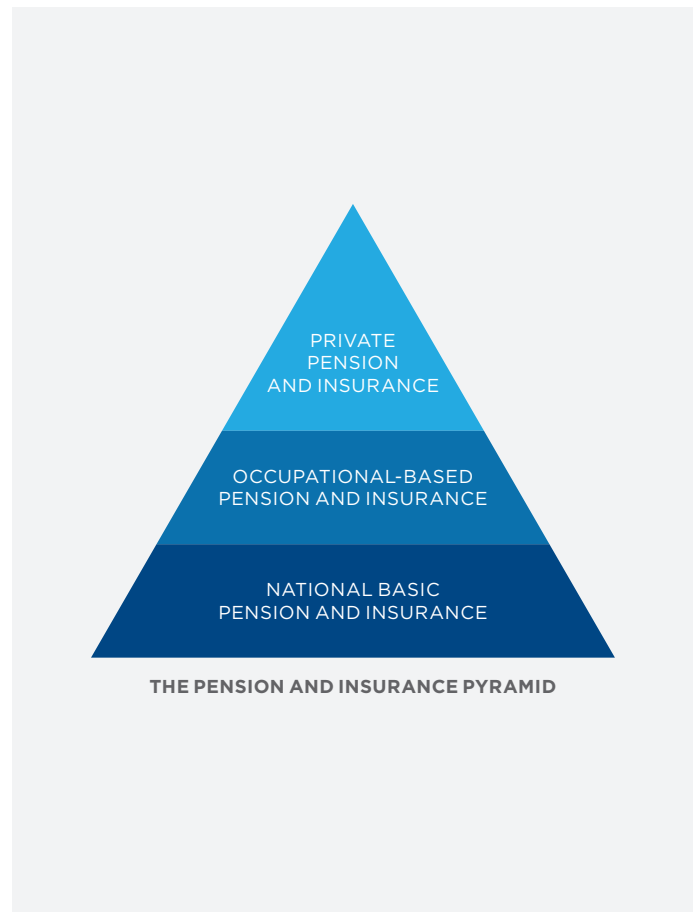 PRIVATE
PENSION
AND INSURANCE
OCCUPATIONAL-BASED
PENSION AND INSURANCE
NATIONAL BASIC
PENSION AND INSURANCE
THE PENSION AND INSURANCE PYRAMID